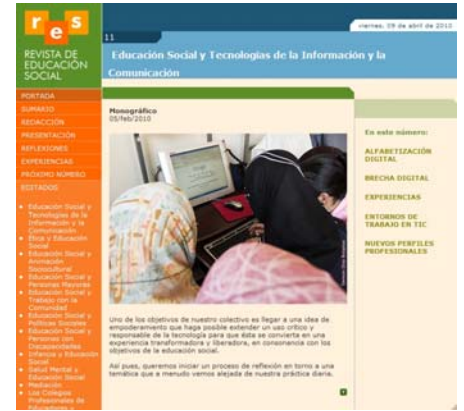 viernes, 09 de abril de 2010
res
REVISTA DE
EDUCACIÓN
SOCIAL
11
Educación Social y Tecnologías de la Información y la
Comunicación
PORTADA
SUMARIO
REDACCIÓN
PRESENTACIÓN
REFLEXIONES
EXPERIENCIAS
PRÓXIMO NÚMERO
EDITADOS
Educación Social y
Tecnologías de la
Información y la
Comunicación
Ética y Educación
Social
Educación Social y
Animación
Sociocultural
Educación Social y
Personas Mayores
Educación Social y
Trabajo con la
Comunidad
Educación Social y
Políticas Sociales
Educación Social y
Personas con
Discapacidades
Infancia y Educación
Social
Salud Mental y
Educación Social
Mediación
Los Colegios
Profesionales de
Educadores y
Monográfico
05/feb/2010
Uno de los objetivos de nuestro colectivo es llegar a una idea de
empoderamiento que haga posible extender un uso crítico y
responsable de la tecnología para que ésta se convierta en una
experiencia transformadora y liberadora, en consonancia con los
objetivos de la educación social.
Así pues, queremos iniciar un proceso de reflexión en torno a una
temática que a menudo vemos alejada de nuestra práctica diaria.
En este número:
ALFABETIZACIÓN
DIGITAL
BRECHA DIGITAL
EXPERIENCIAS
ENTORNOS DE
TRABAJO EN TIC
NUEVOS PERFILES
PROFESIONALES